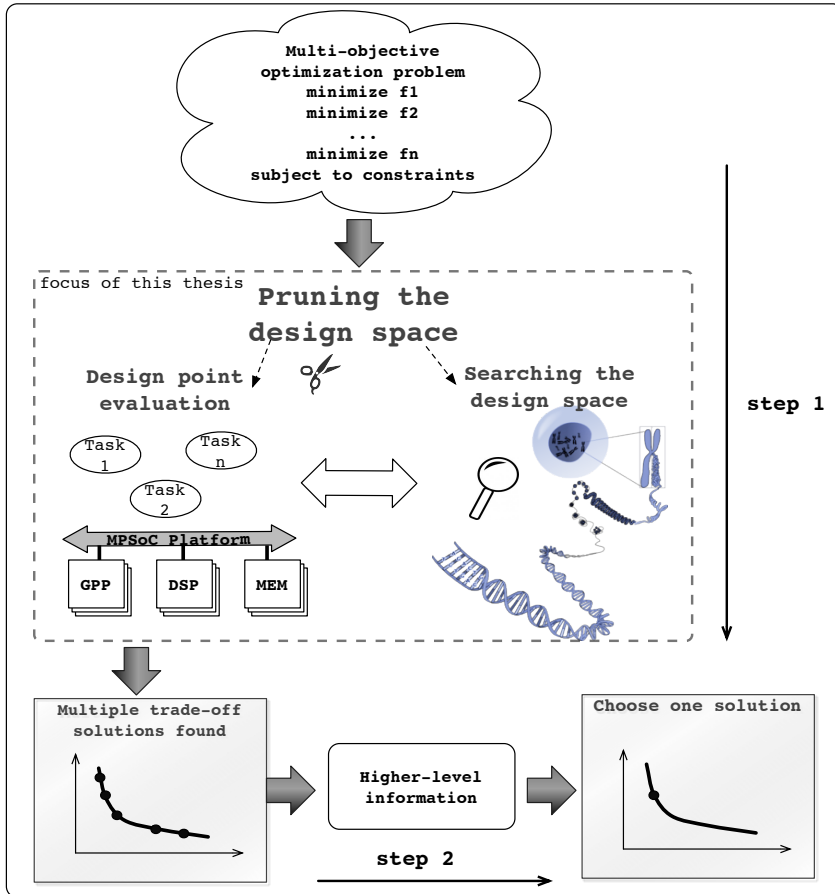 Multi-objective
optimization problem
minimize f1
minimize f2
...
minimize fn
subject to constraints
focus of this thesis
Pruning the
design space
Design point
evaluation
Searching the
design space
step 1
Task
1
Task
n
Task
2
MPSoC Platform
GPP
DSP
MEM
Multiple trade-off
solutions found
Higher-level
information
Choose one solution
step 2